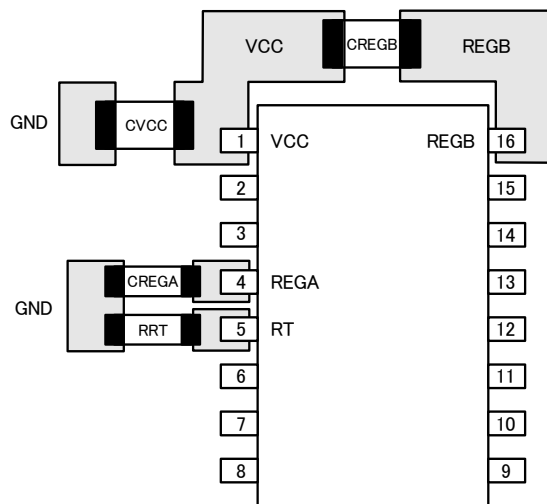 VCC CREGB REGB
GND CVCC
1 VCC REGB 16
2 15
3 14
CREGA 4 REGA 13
GND
RRT 5 RT 12
6 11
7 10
8 9